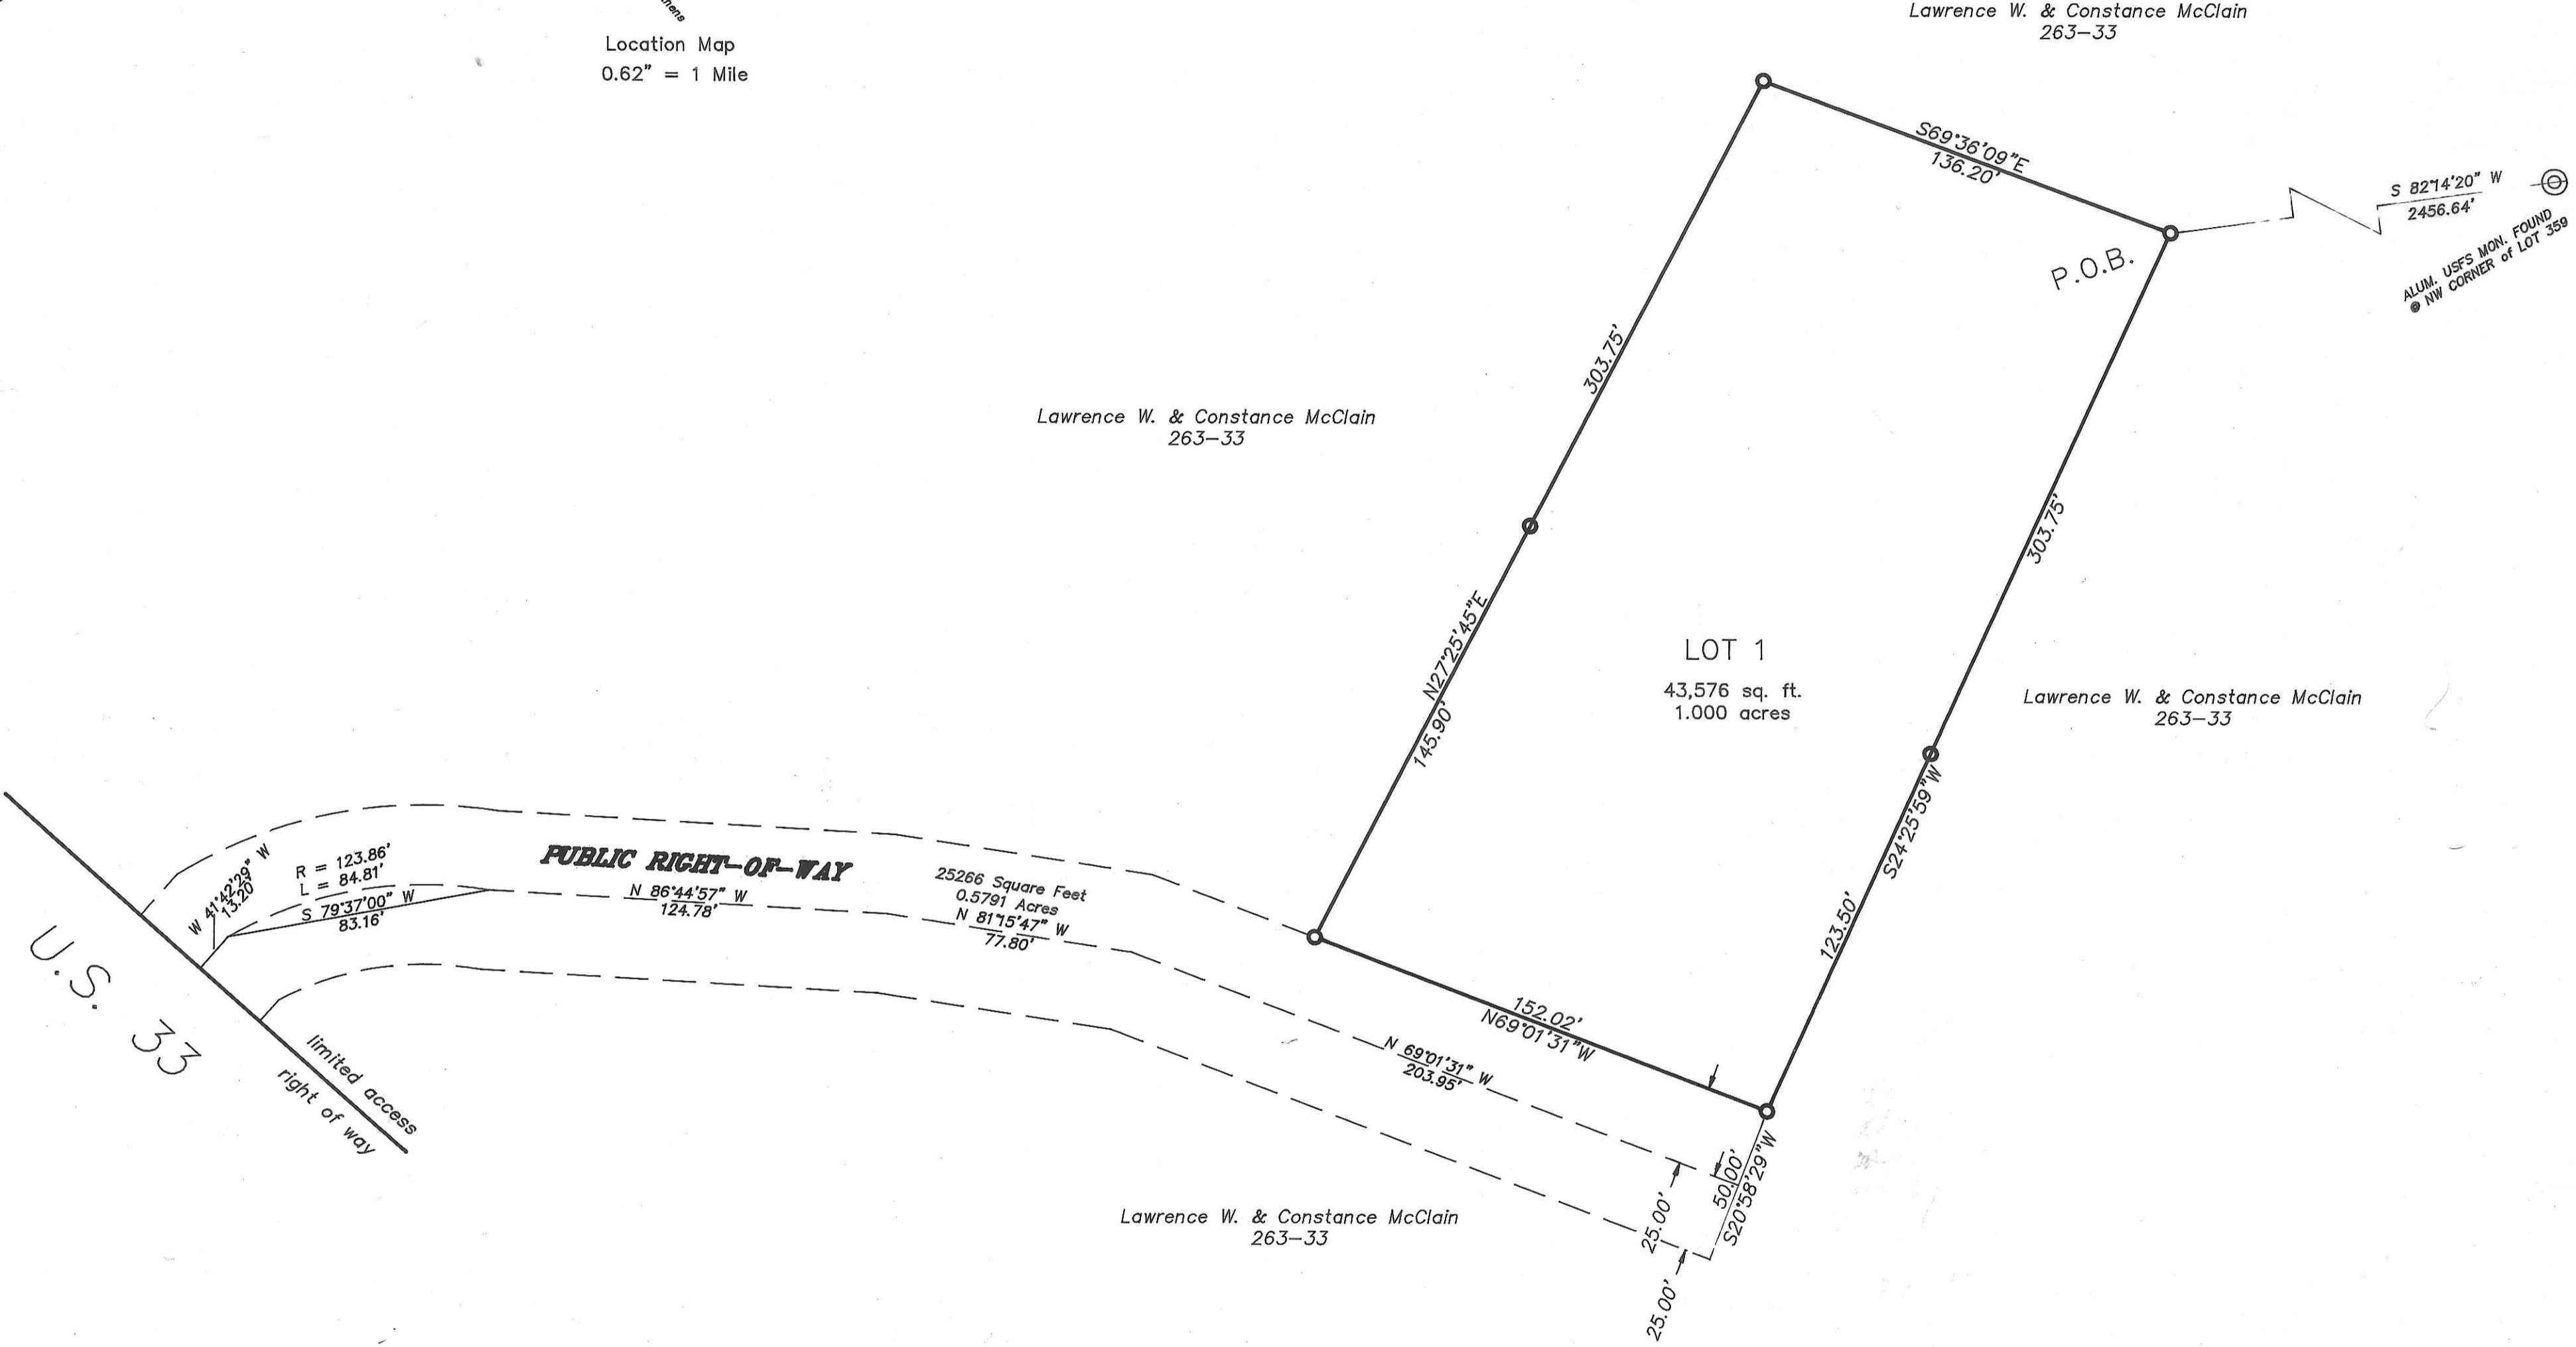 Location Map
0.62" = 1 Mile
Lawrence W. & Constance McClain
263-33
S69°36'09"E
136.20'
S 82°14'20" W
2456.64'
ALUM. USFS MON. FOUND
@ NW CORNER of LOT 359
P.O.B.
303.75'
Lawrence W. & Constance McClain
263-33
303.75'
N27°25'45"E
145.90'
LOT 1
43,576 sq. ft.
1.000 acres
Lawrence W. & Constance McClain
263-33
S24°25'59"W
123.50'
PUBLIC RIGHT-OF-WAY
W 41°42'29" W
13.20'
R = 123.86'
L = 84.81'
S 79°37'00" W
83.16'
N 86°44'57" W
124.78'
25266 Square Feet
0.5791 Acres
N 81°15'47" W
77.80'
U.S. 33
limited access
right of way
152.02'
N69°01'31"W
N 69°01'31" W
203.95'
50.00'
S20°58'29"W
25.00'
25.00'
Lawrence W. & Constance McClain
263-33